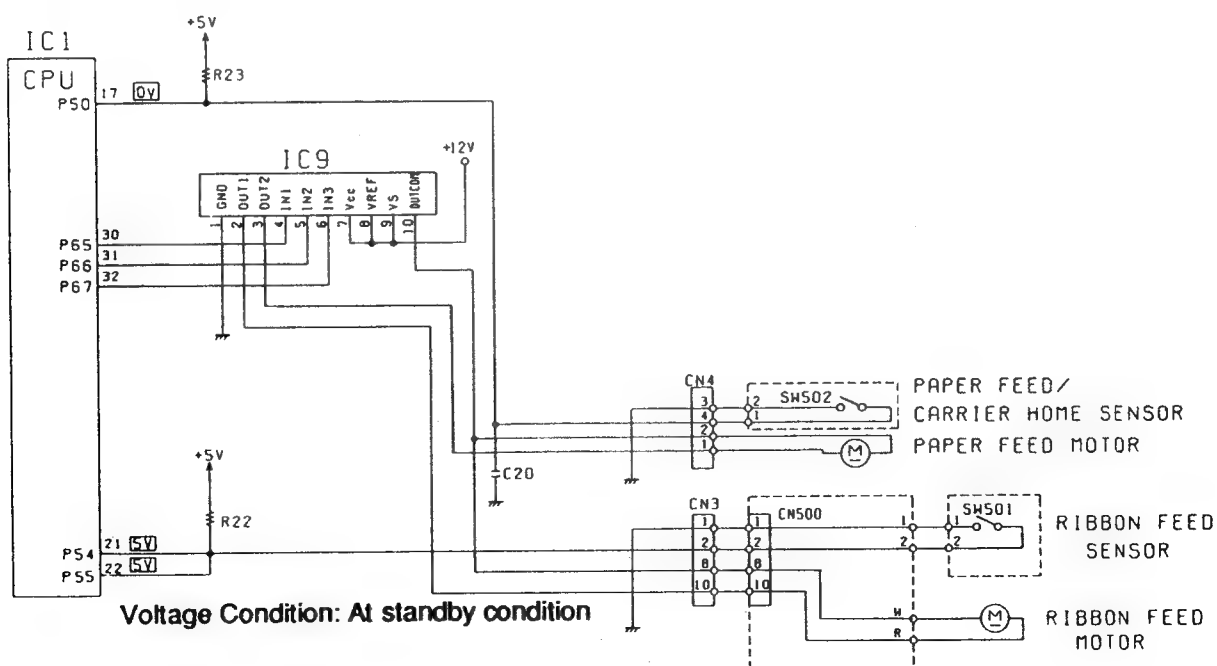 +5V
IC1
CPU
R23
P50 17 0V
+12V
IC9
GND OUT1 OUT2 IN1 IN2 IN3 Vcc VREF VS OUTCOM
1 2 3 4 5 6 7 8 9 10
P65 30
P66 31
P67 32
CN4
3 2 SW502
4 1
2
1
PAPER FEED/
CARRIER HOME SENSOR
M
PAPER FEED MOTOR
C20
+5V
R22
CN3
CN500
SW501
1 1 1 1
2 2 2 2
8 8
10 10
RIBBON FEED
SENSOR
P54 21 5V
P55 22 5V
Voltage Condition: At standby condition
W
R
M
RIBBON FEED
MOTOR